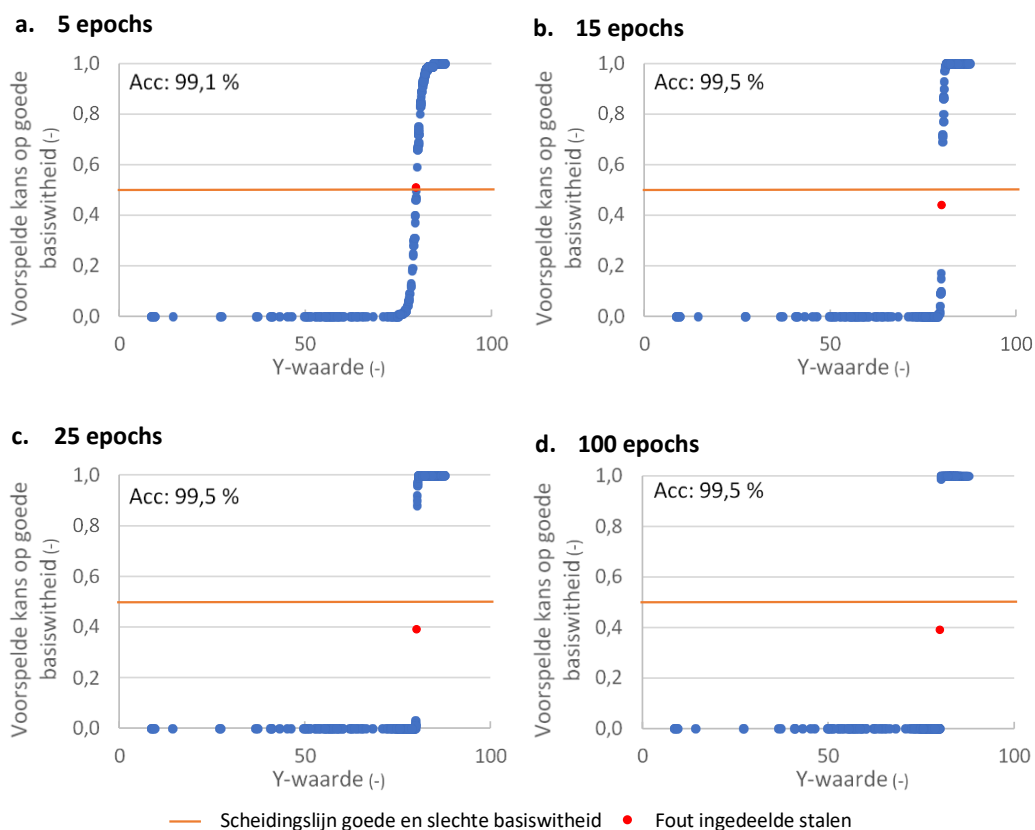 a. 5 epochs
Voorspelde kans op goede
basiswitheid (-)
1,0
0,8
0,6
0,4
0,2
0,0
Acc: 99,1 %
0
50
100
Y-waarde (-)
b. 15 epochs
Voorspelde kans op goede
basiswitheid (-)
1,0
0,8
0,6
0,4
0,2
0,0
Acc: 99,5 %
0
50
100
Y-waarde (-)
c. 25 epochs
Voorspelde kans op goede
basiswitheid (-)
1,0
0,8
0,6
0,4
0,2
0,0
Acc: 99,5 %
0
50
100
Y-waarde (-)
d. 100 epochs
Voorspelde kans op goede
basiswitheid (-)
1,0
0,8
0,6
0,4
0,2
0,0
Acc: 99,5 %
0
50
100
Y-waarde (-)
Scheidingslijn goede en slechte basiswitheid
Fout ingedeelde stalen